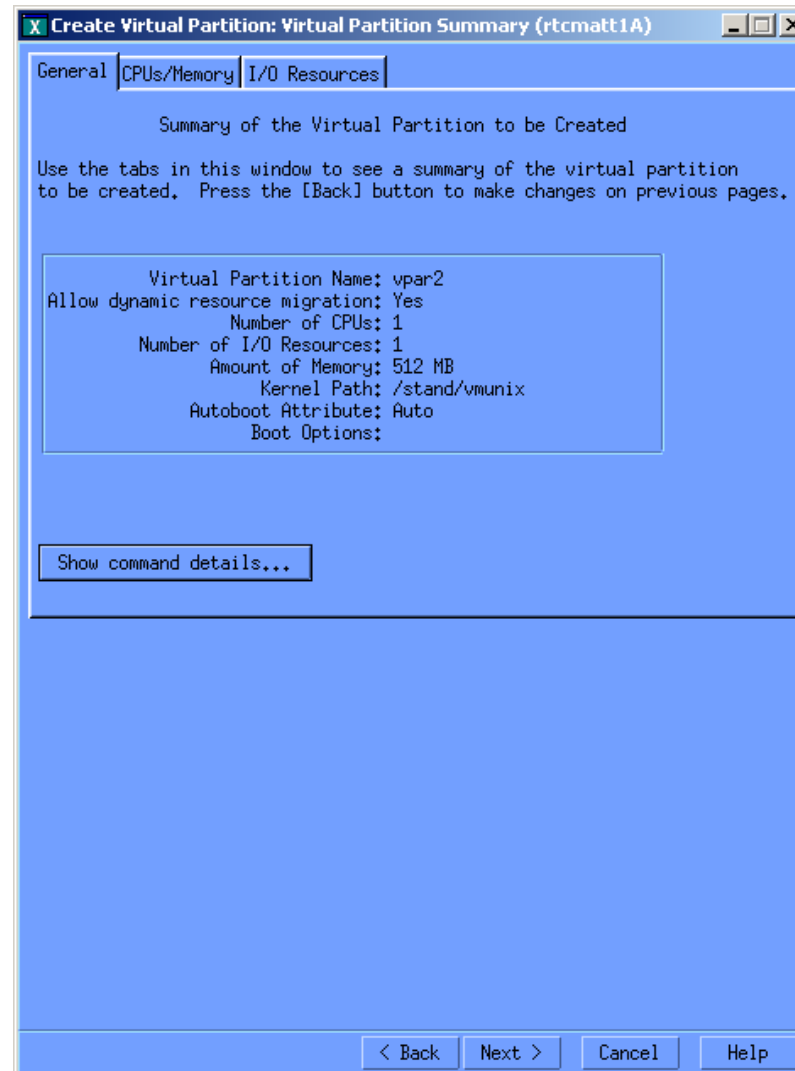 Create Virtual Partition: Virtual Partition Summary (rtcmatt1A)
General CPUs/Memory I/O Resources
Summary of the Virtual Partition to be Created
Use the tabs in this window to see a summary of the virtual partition
to be created. Press the [Back] button to make changes on previous pages.
Virtual Partition Name: vpar2
Allow dynamic resource migration: Yes
Number of CPUs: 1
Number of I/O Resources: 1
Amount of Memory: 512 MB
Kernel Path: /stand/vmunix
Autoboot Attribute: Auto
Boot Options:
Show command details...
< Back Next > Cancel Help